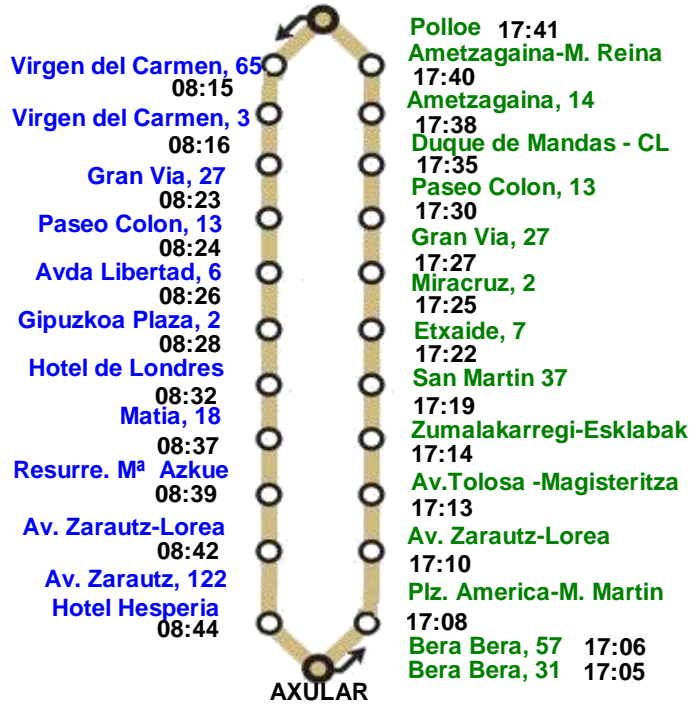 Virgen del Carmen, 65
08:15
Virgen del Carmen, 3
08:16
Gran Via, 27
08:23
Paseo Colon, 13
08:24
Avda Libertad, 6
08:26
Gipuzkoa Plaza, 2
08:28
Hotel de Londres
08:32
Matia, 18
08:37
Resurre. Mª Azkue
08:39
Av. Zarautz-Lorea
08:42
Av. Zarautz, 122
Hotel Hesperia
08:44
AXULAR
Polloe 17:41
Ametzagaina-M. Reina
17:40
Ametzagaina, 14
17:38
Duque de Mandas - CL
17:35
Paseo Colon, 13
17:30
Gran Via, 27
17:27
Miracruz, 2
17:25
Etxaide, 7
17:22
San Martin 37
17:19
Zumalakarregi-Esklabak
17:14
Av.Tolosa -Magisteritza
17:13
Av. Zarautz-Lorea
17:10
Plz. America-M. Martin
17:08
Bera Bera, 57 17:06
Bera Bera, 31 17:05